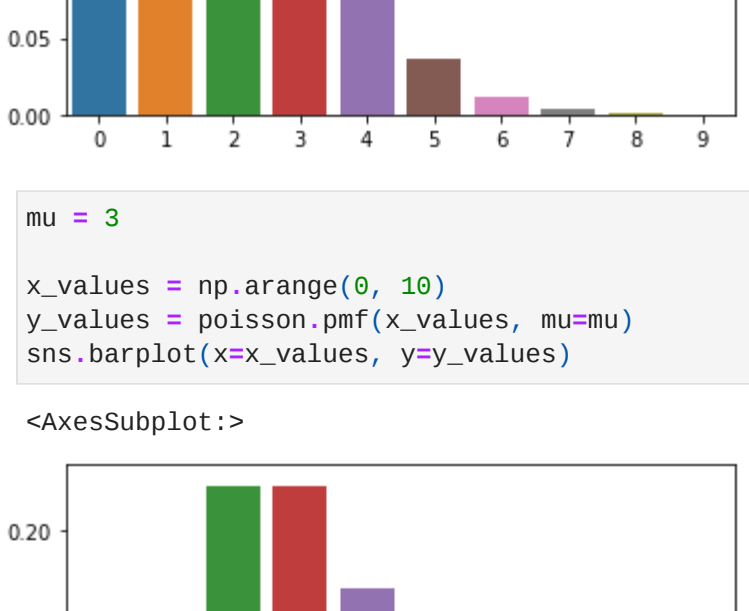 0.05
0.00
0 1 2 3 4 5 6 7 8 9
mu = 3
x_values = np.arange(0, 10)
y_values = poisson.pmf(x_values, mu=mu)
sns.barplot(x=x_values, y=y_values)
<AxesSubplot:>
0.20